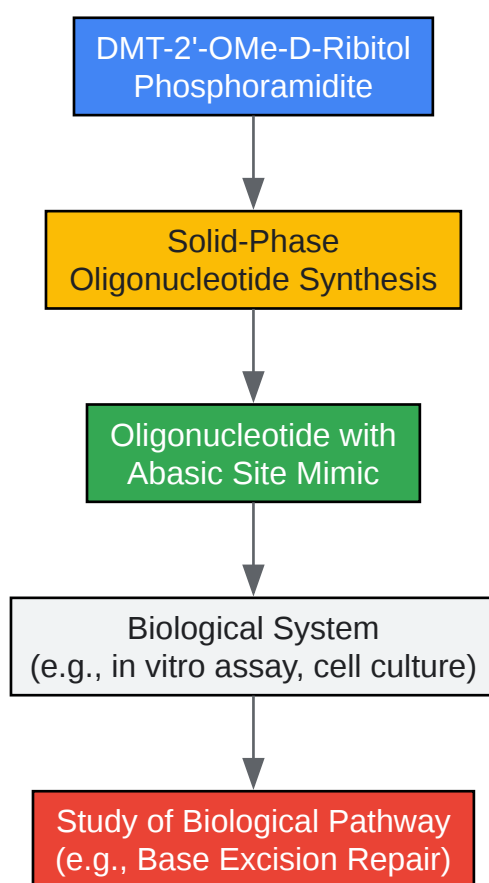 DMT-2'-OMe-D-Ribitol
Phosphoramidite
Solid-Phase
Oligonucleotide Synthesis
Oligonucleotide with
Abasic Site Mimic
Biological System
(e.g., in vitro assay, cell culture)
Study of Biological Pathway
(e.g., Base Excision Repair)